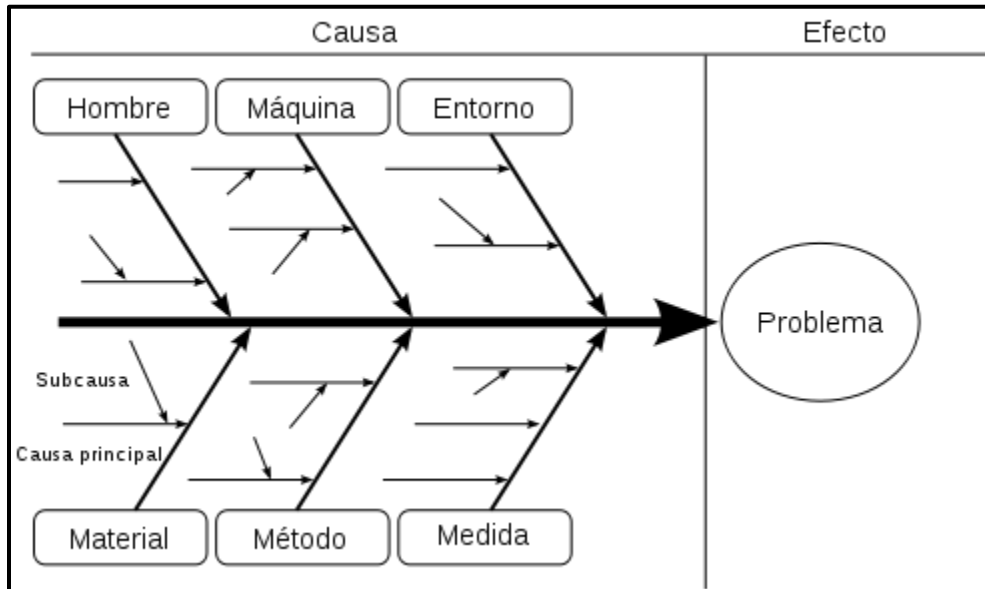 Causa
Efecto
Hombre
Máquina
Entorno
Problema
Subcausa
Causa principal
Material
Método
Medida